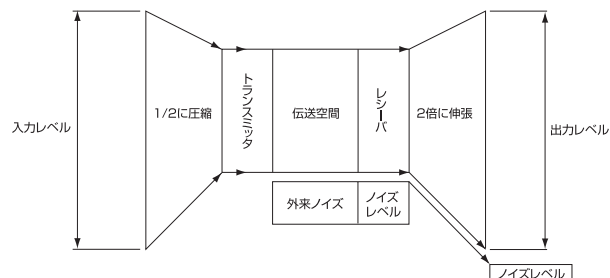 入力レベル
1/2に圧縮
トランスミッタ
伝送空間
レシーバ
2倍に伸張
出力レベル
外来ノイズ
ノイズ
レベル
ノイズレベル